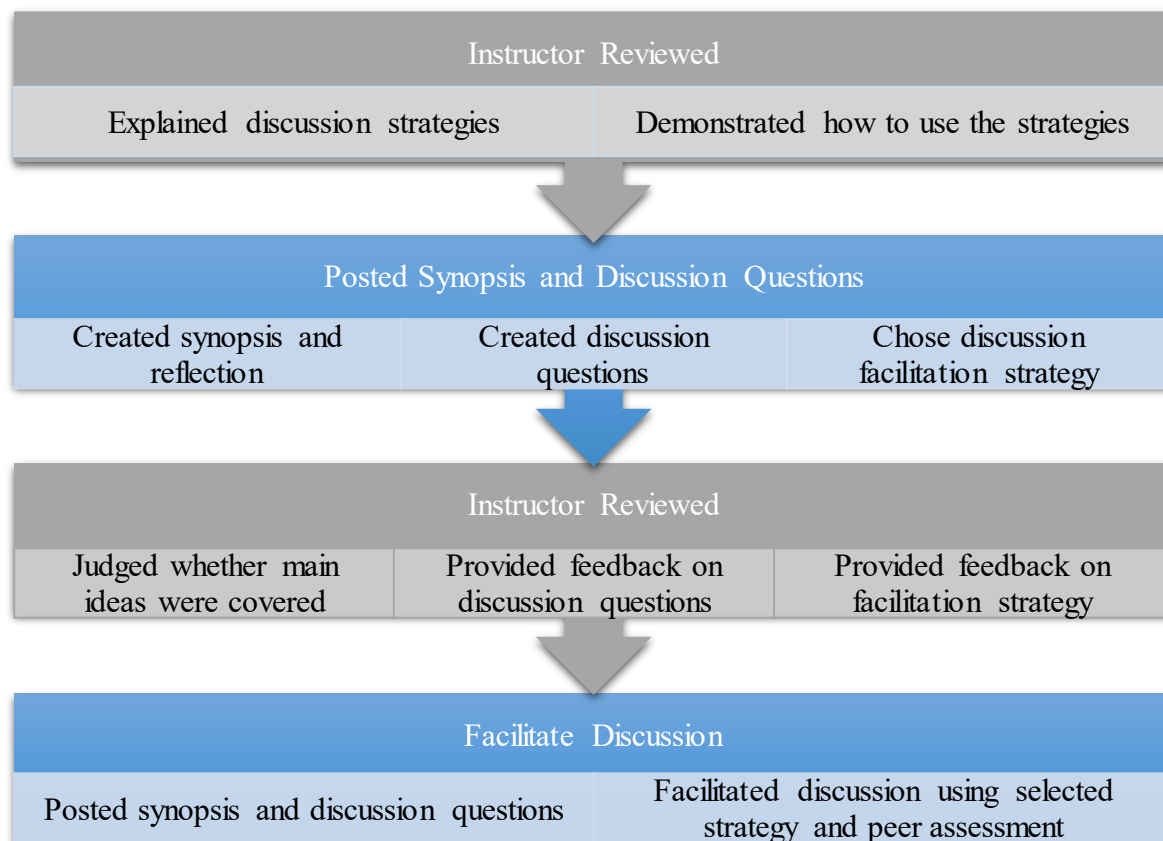 Instructor Reviewed
Explained discussion strategies
Demonstrated how to use the strategies
Posted Synopsis and Discussion Questions
Created synopsis and
reflection
Created discussion
questions
Chose discussion
facilitation strategy
Instructor Reviewed
Judged whether main
ideas were covered
Provided feedback on
discussion questions
Provided feedback on
facilitation strategy
Facilitate Discussion
Posted synopsis and discussion questions
Facilitated discussion using selected
strategy and peer assessment